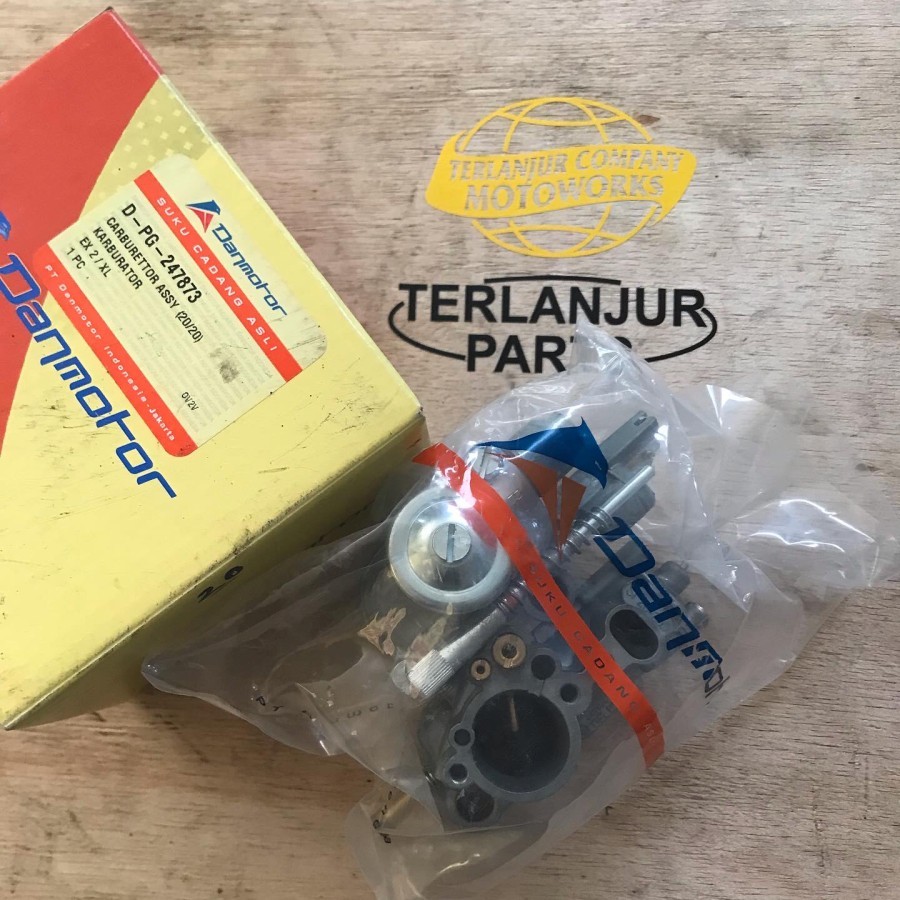 TERLANJUR COMPANY
MOTOWORKS
TERLANJUR
PARTS
Danmotor
SUKU CADANG ASLI
D-PG-247873
CARBURETTOR ASSY (20/20)
KARBURATOR
EX 2 / XL
1 PC
DV2V
PT Danmotor Indonesia - Jakarta
Danmotor
Danmotor
SUKU CADANG